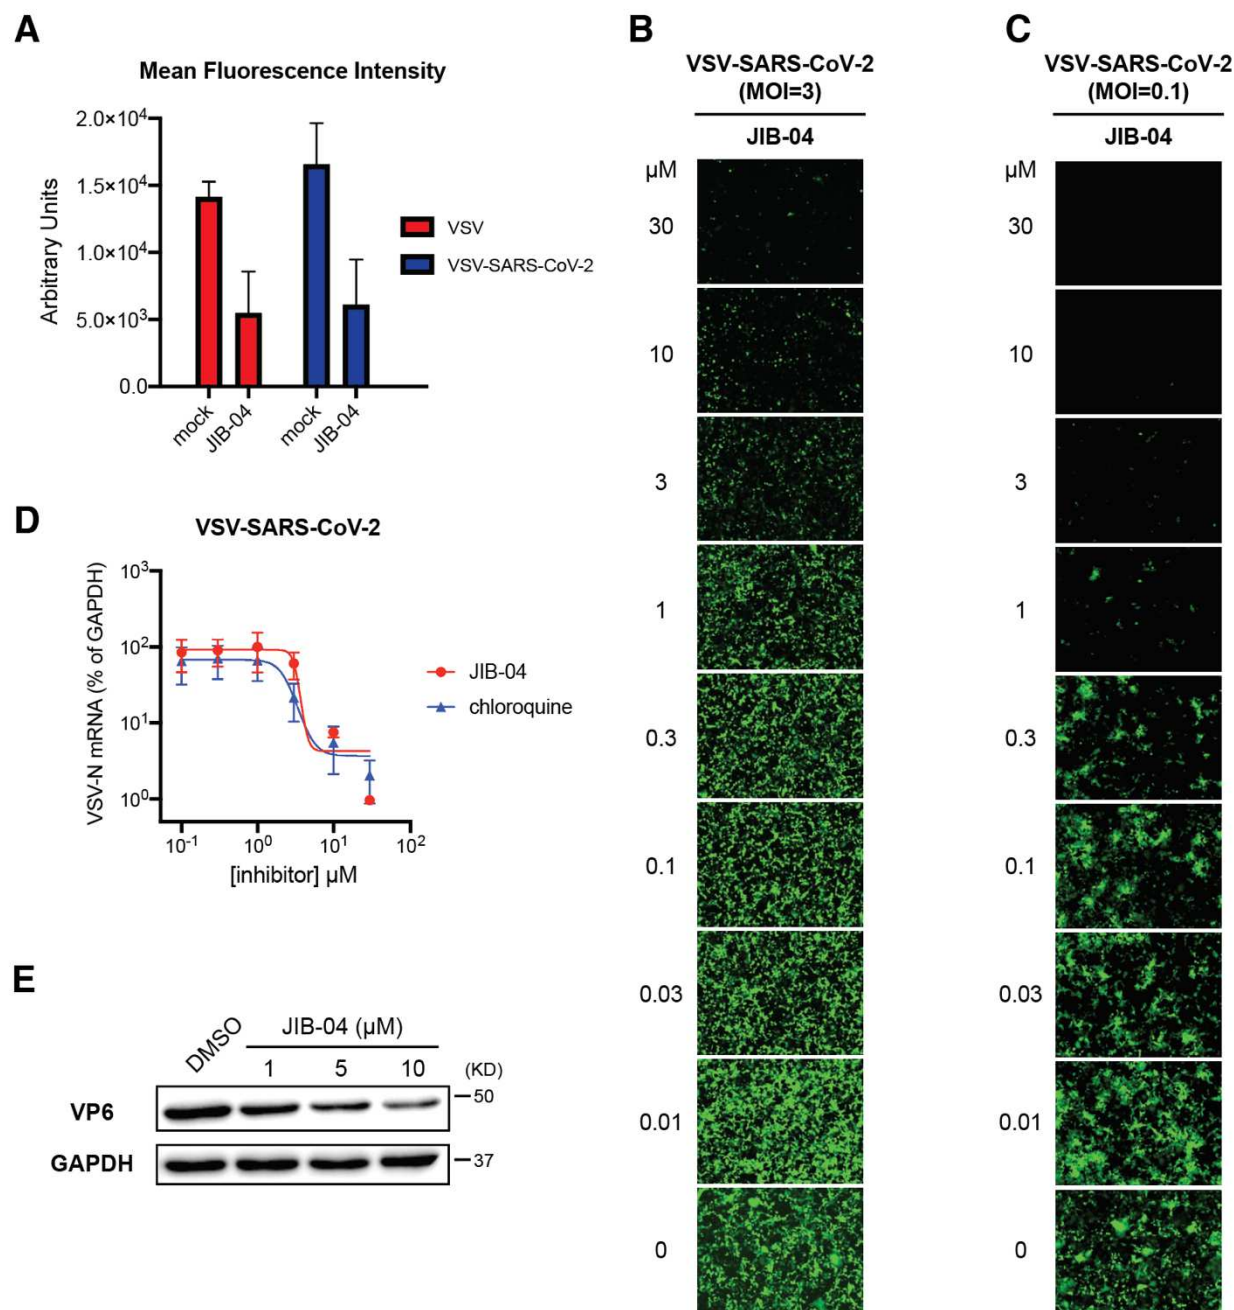 A
Mean Fluorescence Intensity
Arbitrary Units
2.0×10⁴
1.5×10⁴
1.0×10⁴
5.0×10³
0.0
mock
JIB-04
mock
JIB-04
VSV
VSV-SARS-CoV-2
B
VSV-SARS-CoV-2
(MOI=3)
JIB-04
µM
30
10
3
1
0.3
0.1
0.03
0.01
0
C
VSV-SARS-CoV-2
(MOI=0.1)
JIB-04
µM
30
10
3
1
0.3
0.1
0.03
0.01
0
D
VSV-SARS-CoV-2
VSV-N mRNA (% of GAPDH)
10³
10²
10¹
10⁰
10⁻¹
10⁰
10¹
10²
[inhibitor] µM
JIB-04
chloroquine
E
DMSO
JIB-04 (µM)
1 5 10 (KD)
VP6
50
GAPDH
37